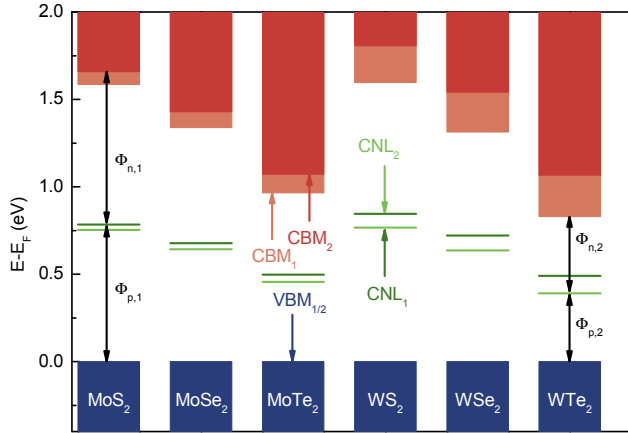 2.0
1.5
1.0
0.5
0.0
E-E_F (eV)
Φ_n,1
Φ_p,1
CBM_1
CBM_2
VBM_1/2
CNL_2
CNL_1
Φ_n,2
Φ_p,2
MoS_2
MoSe_2
MoTe_2
WS_2
WSe_2
WTe_2